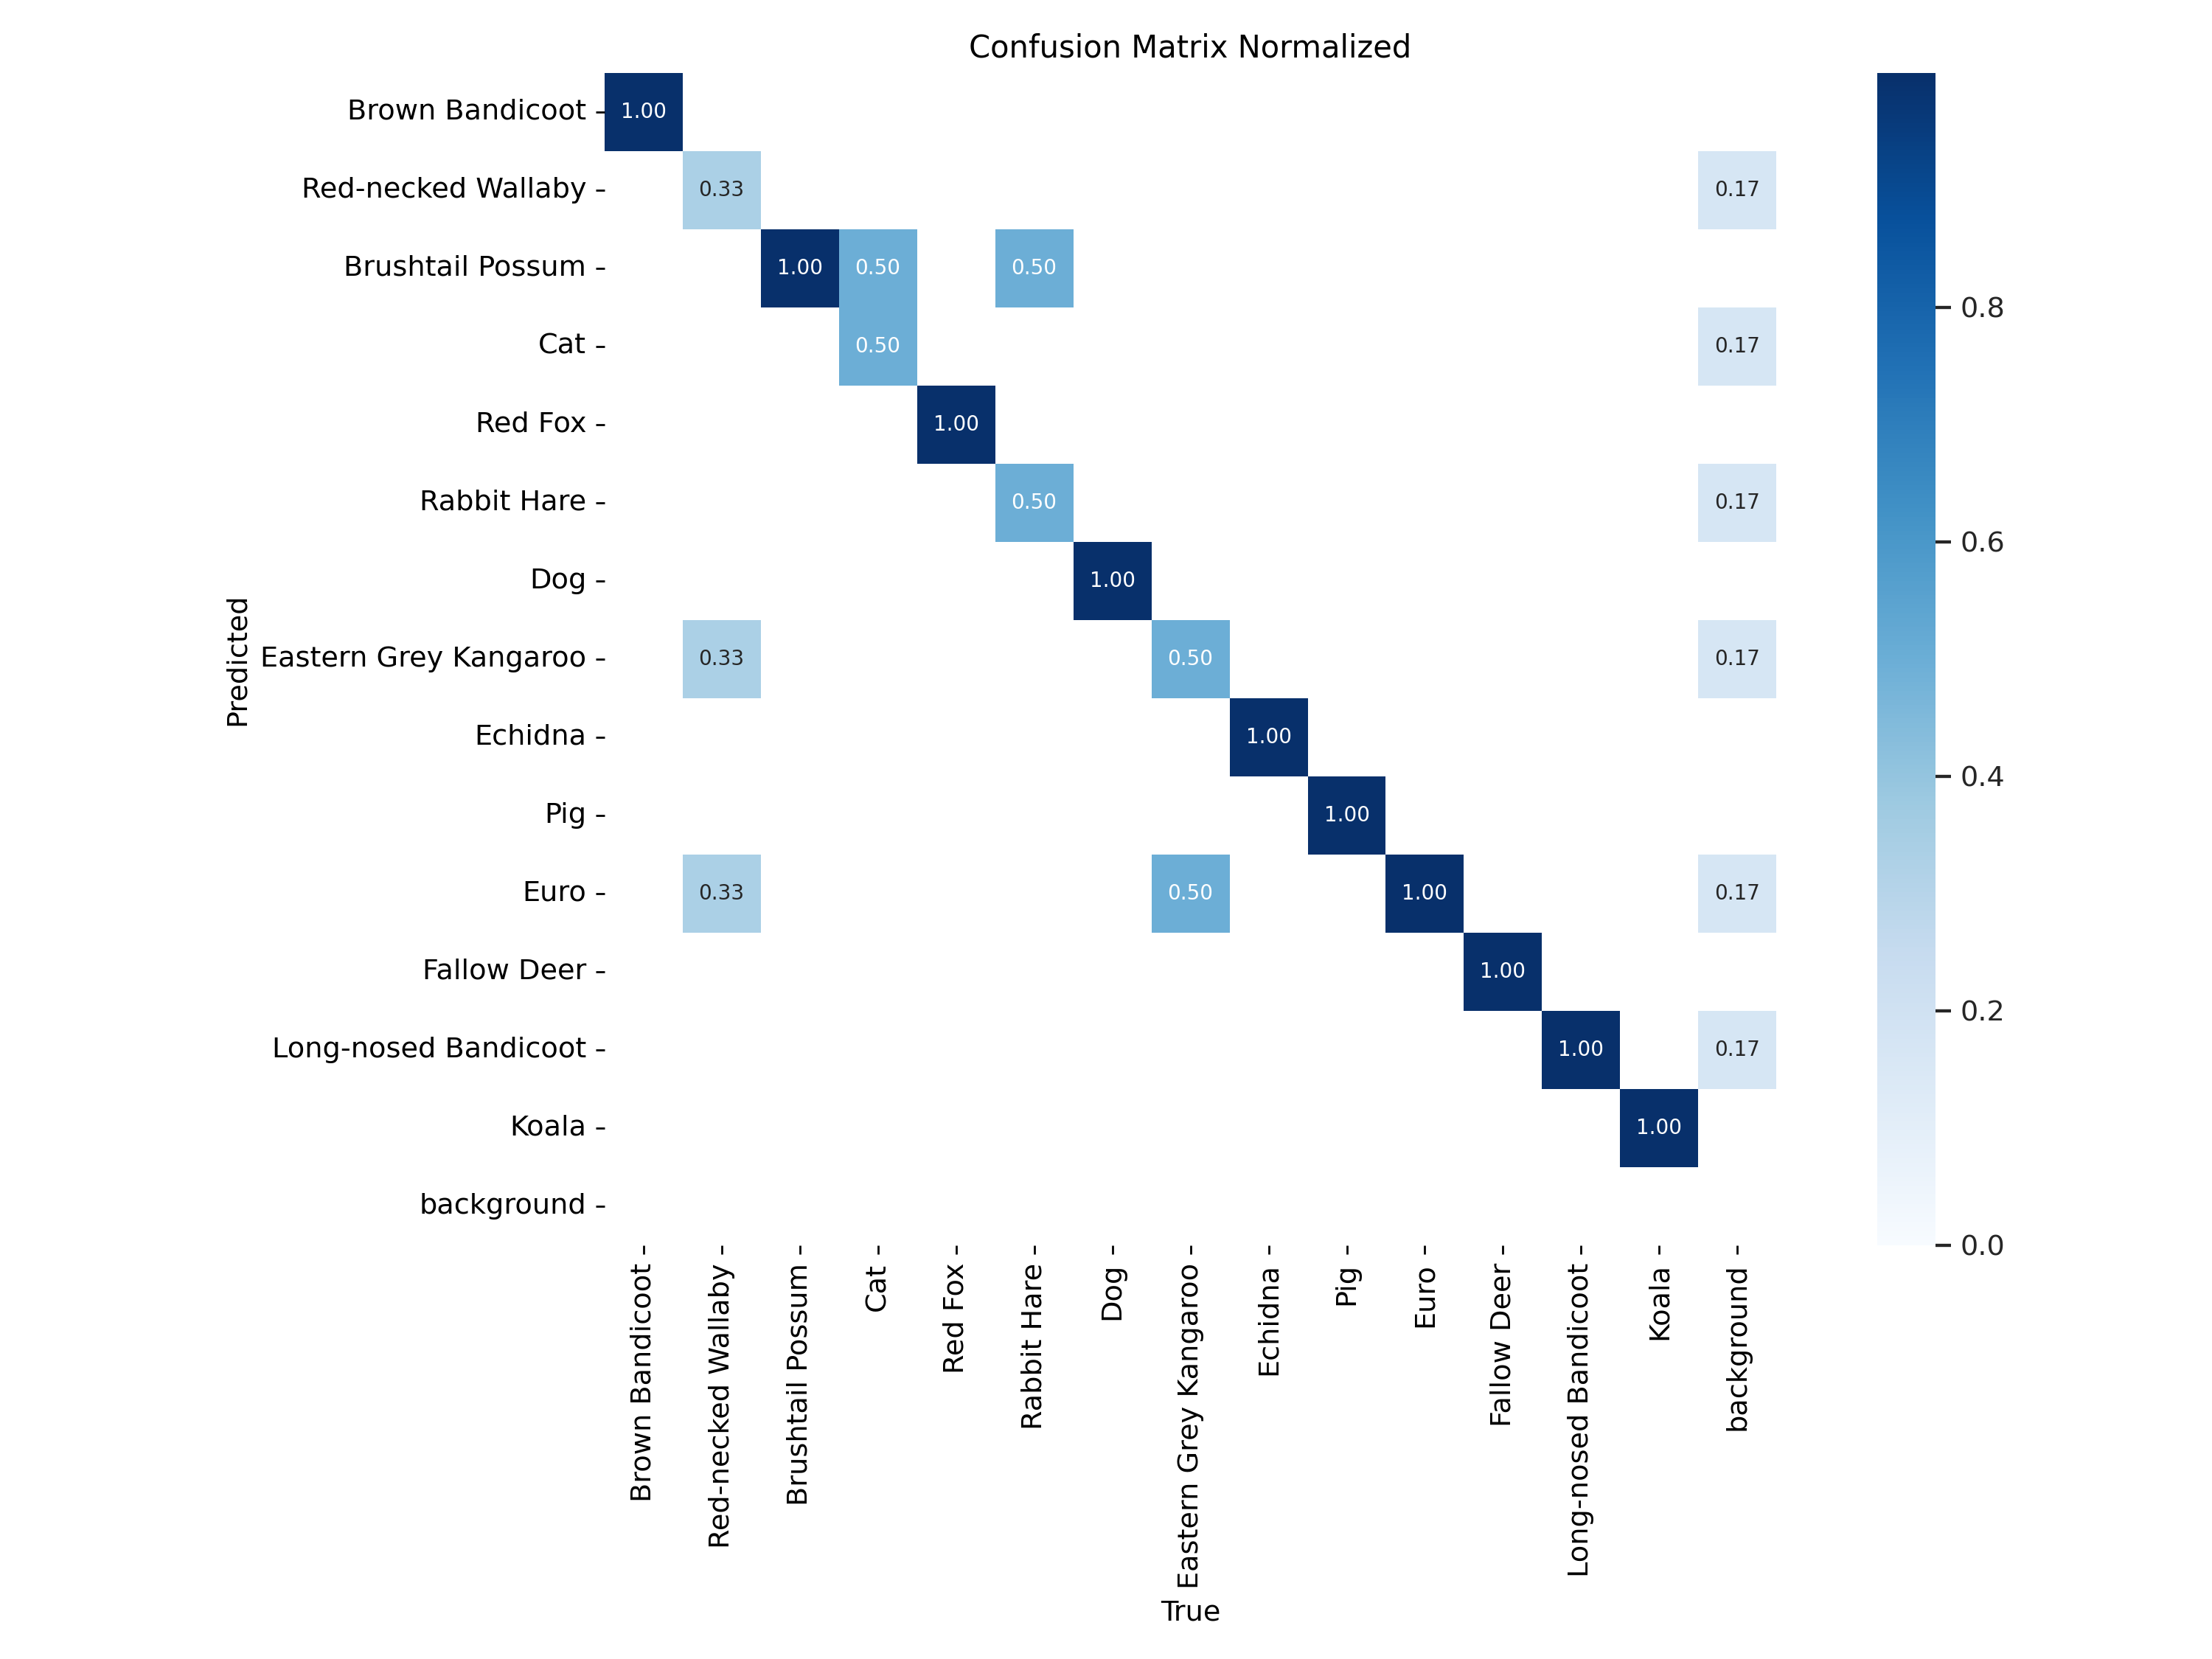 Confusion Matrix Normalized
Brown Bandicoot
1.00
Red-necked Wallaby
0.33
0.17
Brushtail Possum
1.00
0.50
0.50
Cat
0.50
0.17
Red Fox
1.00
Rabbit Hare
0.50
0.17
Dog
1.00
Eastern Grey Kangaroo
0.33
0.50
0.17
Echidna
1.00
Pig
1.00
Euro
0.33
0.50
1.00
0.17
Fallow Deer
1.00
Long-nosed Bandicoot
1.00
0.17
Koala
1.00
background
Predicted
Brown Bandicoot
Red-necked Wallaby
Brushtail Possum
Cat
Red Fox
Rabbit Hare
Dog
Eastern Grey Kangaroo
Echidna
Pig
Euro
Fallow Deer
Long-nosed Bandicoot
Koala
background
True
0.8
0.6
0.4
0.2
0.0